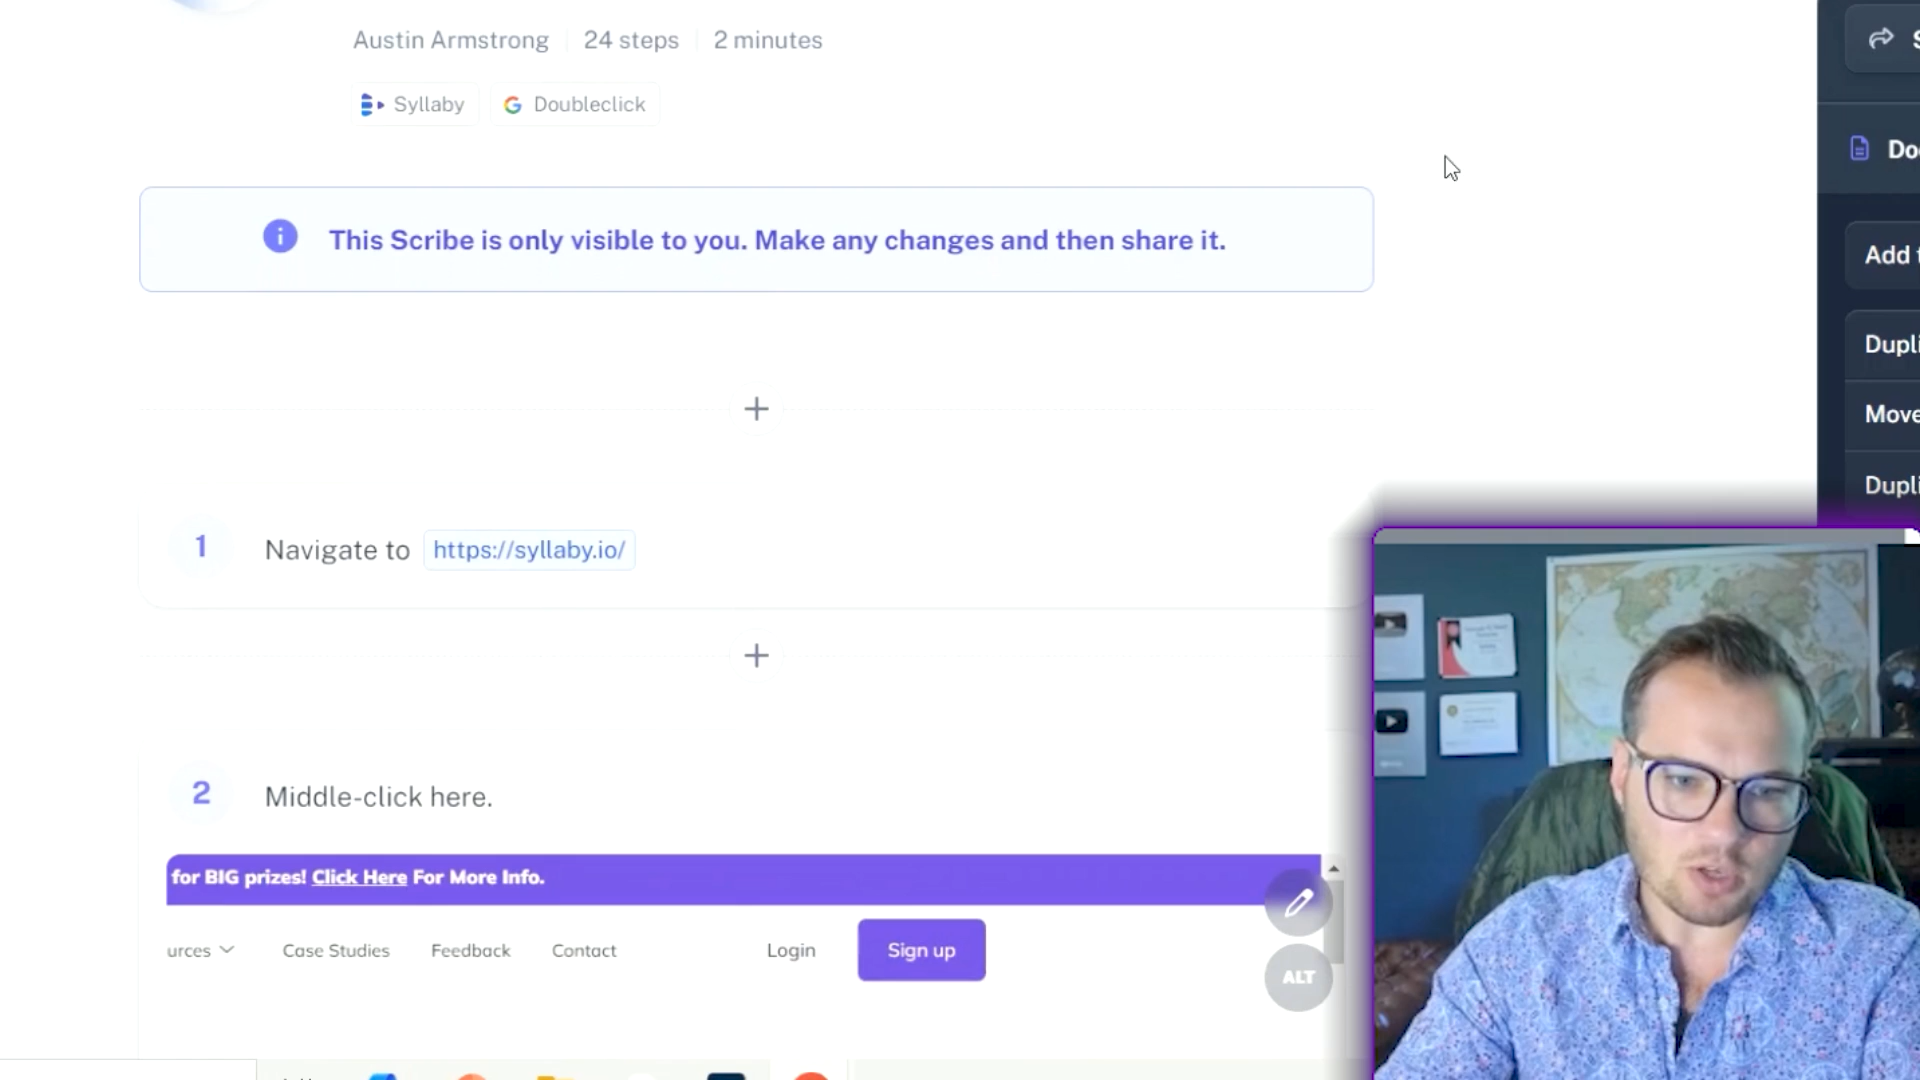 Austin Armstrong 24 steps 2 minutes
Syllaby Doubleclick
This Scribe is only visible to you. Make any changes and then share it.
1 Navigate to https://syllaby.io/
2 Middle-click here.
for BIG prizes! Click Here For More Info.
urces Case Studies Feedback Contact Login Sign up
ALT
S
Do
Add t
Dupli
Move
Dupli